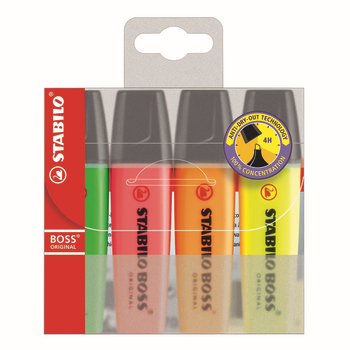 STABILO
BOSS®
ORIGINAL
ANTI-DRY-OUT TECHNOLOGY
4H
100% CONCENTRATION
STABILO BOSS
ORIGINAL
STABILO BOSS
ORIGINAL
STABILO BOSS
ORIGINAL